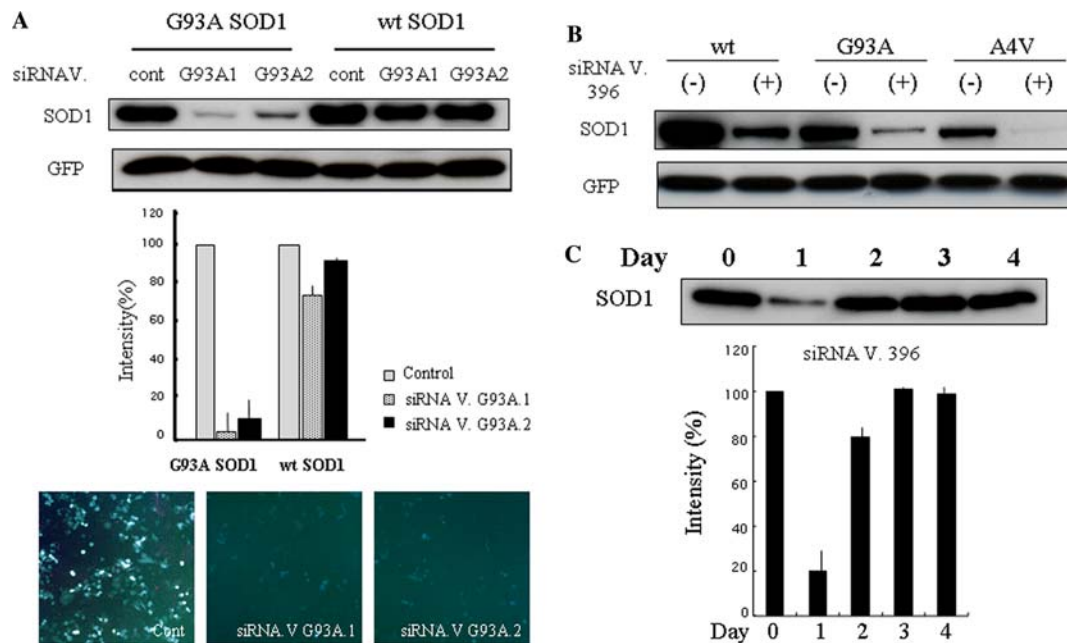 A
G93A SOD1 wt SOD1
siRNAV. cont G93A1 G93A2 cont G93A1 G93A2
SOD1
GFP
120
100
80
60
40
20
0
Intensity(%)
Control
siRNA V. G93A.1
siRNA V. G93A.2
G93A SOD1 wt SOD1
Cont
siRNA.V G93A.1
siRNA.V G93A.2
B
wt G93A A4V
siRNA V.
396
(-) (+) (-) (+) (-) (+)
SOD1
GFP
C
Day 0 1 2 3 4
SOD1
siRNA V. 396
120
100
80
60
40
20
0
Intensity (%)
Day 0 1 2 3 4